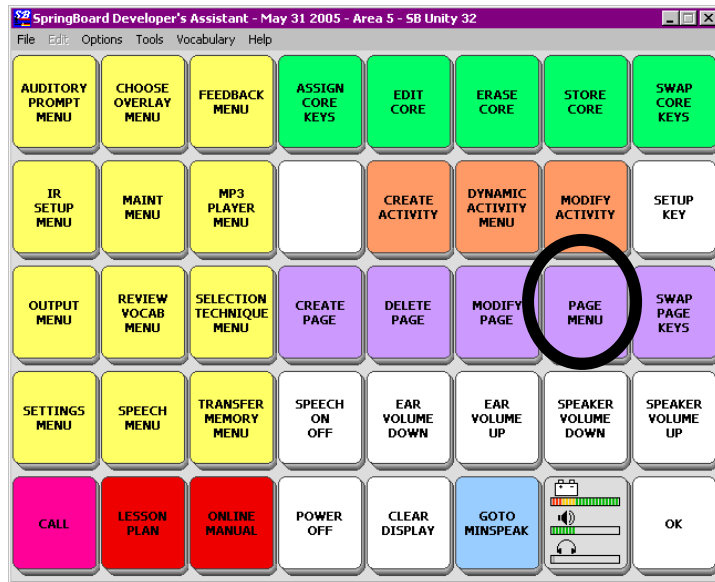 SpringBoard Developer's Assistant - May 31 2005 - Area 5 - SB Unity 32
File Edit Options Tools Vocabulary Help
AUDITORY PROMPT MENU
CHOOSE OVERLAY MENU
FEEDBACK MENU
ASSIGN CORE KEYS
EDIT CORE
ERASE CORE
STORE CORE
SWAP CORE KEYS
IR SETUP MENU
MAINT MENU
MP3 PLAYER MENU
CREATE ACTIVITY
DYNAMIC ACTIVITY MENU
MODIFY ACTIVITY
SETUP KEY
OUTPUT MENU
REVIEW VOCAB MENU
SELECTION TECHNIQUE MENU
CREATE PAGE
DELETE PAGE
MODIFY PAGE
PAGE MENU
SWAP PAGE KEYS
SETTINGS MENU
SPEECH MENU
TRANSFER MEMORY MENU
SPEECH ON OFF
EAR VOLUME DOWN
EAR VOLUME UP
SPEAKER VOLUME DOWN
SPEAKER VOLUME UP
CALL
LESSON PLAN
ONLINE MANUAL
POWER OFF
CLEAR DISPLAY
GOTO MINSPEAK
OK